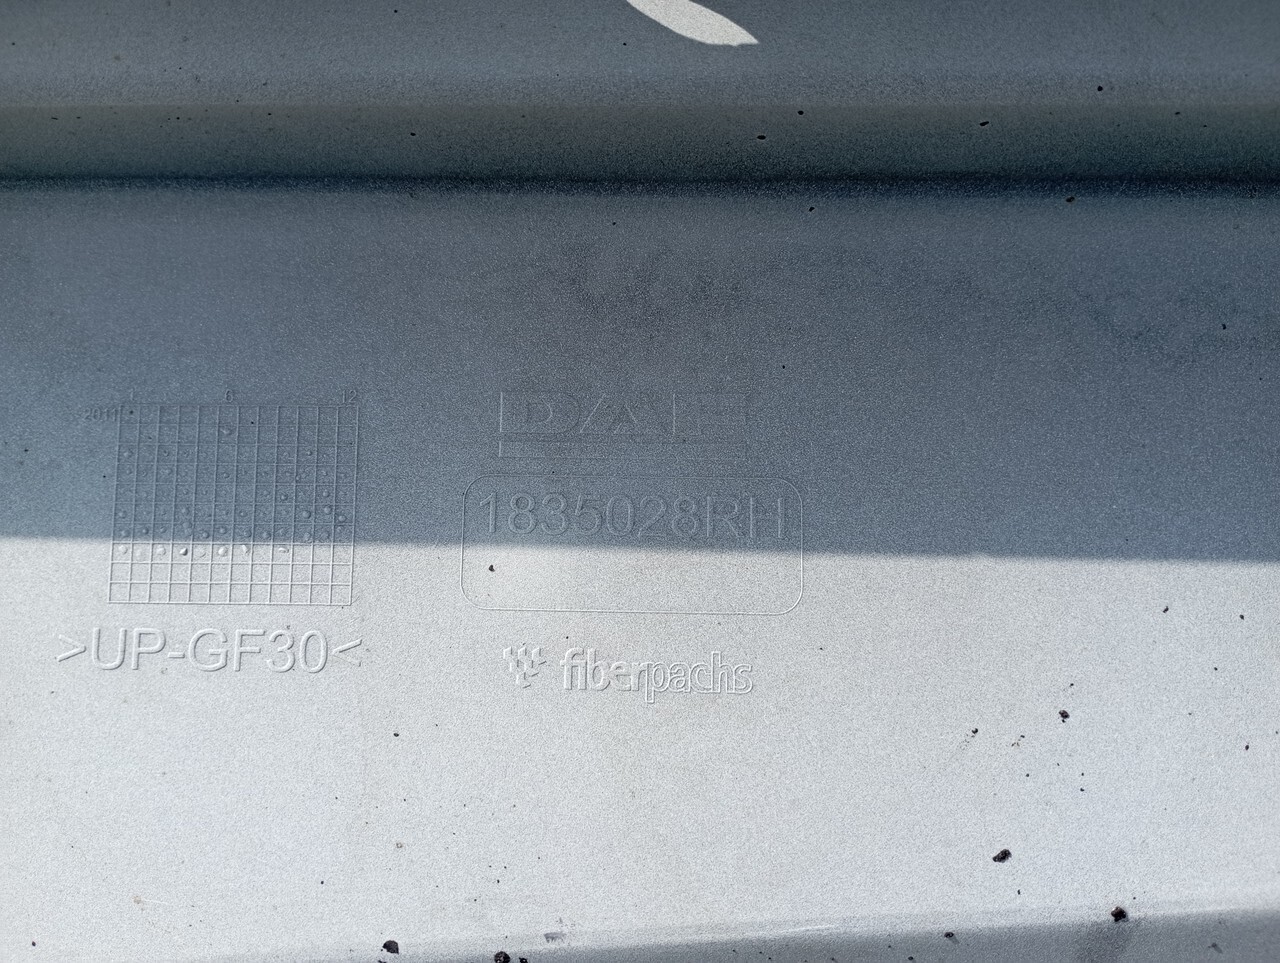 1 6 12
2011
DAF
1835028RH
>UP-GF30<
fiberpachs